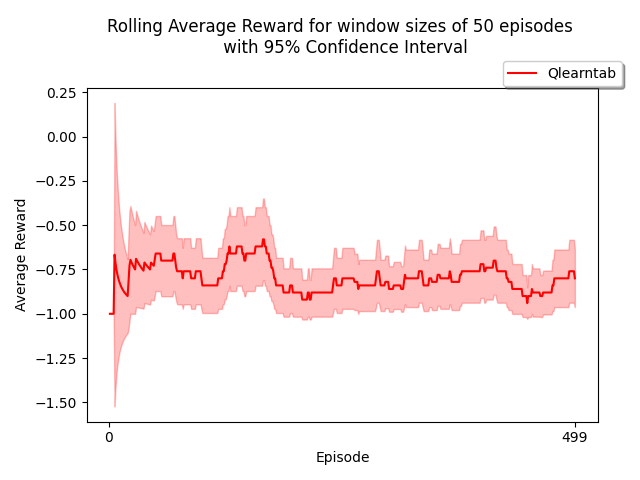 Rolling Average Reward for window sizes of 50 episodes
with 95% Confidence Interval
Qlearntab
0.25
0.00
−0.25
−0.50
−0.75
−1.00
−1.25
−1.50
Average Reward
0
499
Episode